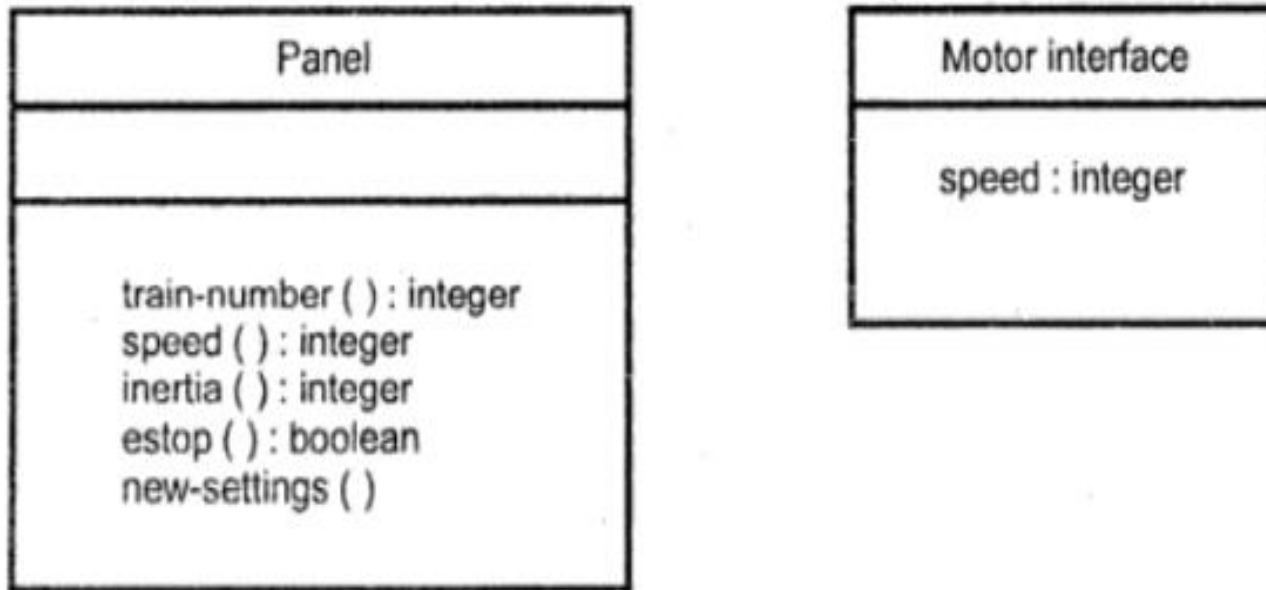 Panel
train-number ( ) : integer
speed ( ) : integer
inertia ( ) : integer
estop ( ) : boolean
new-settings ( )
Motor interface
speed : integer